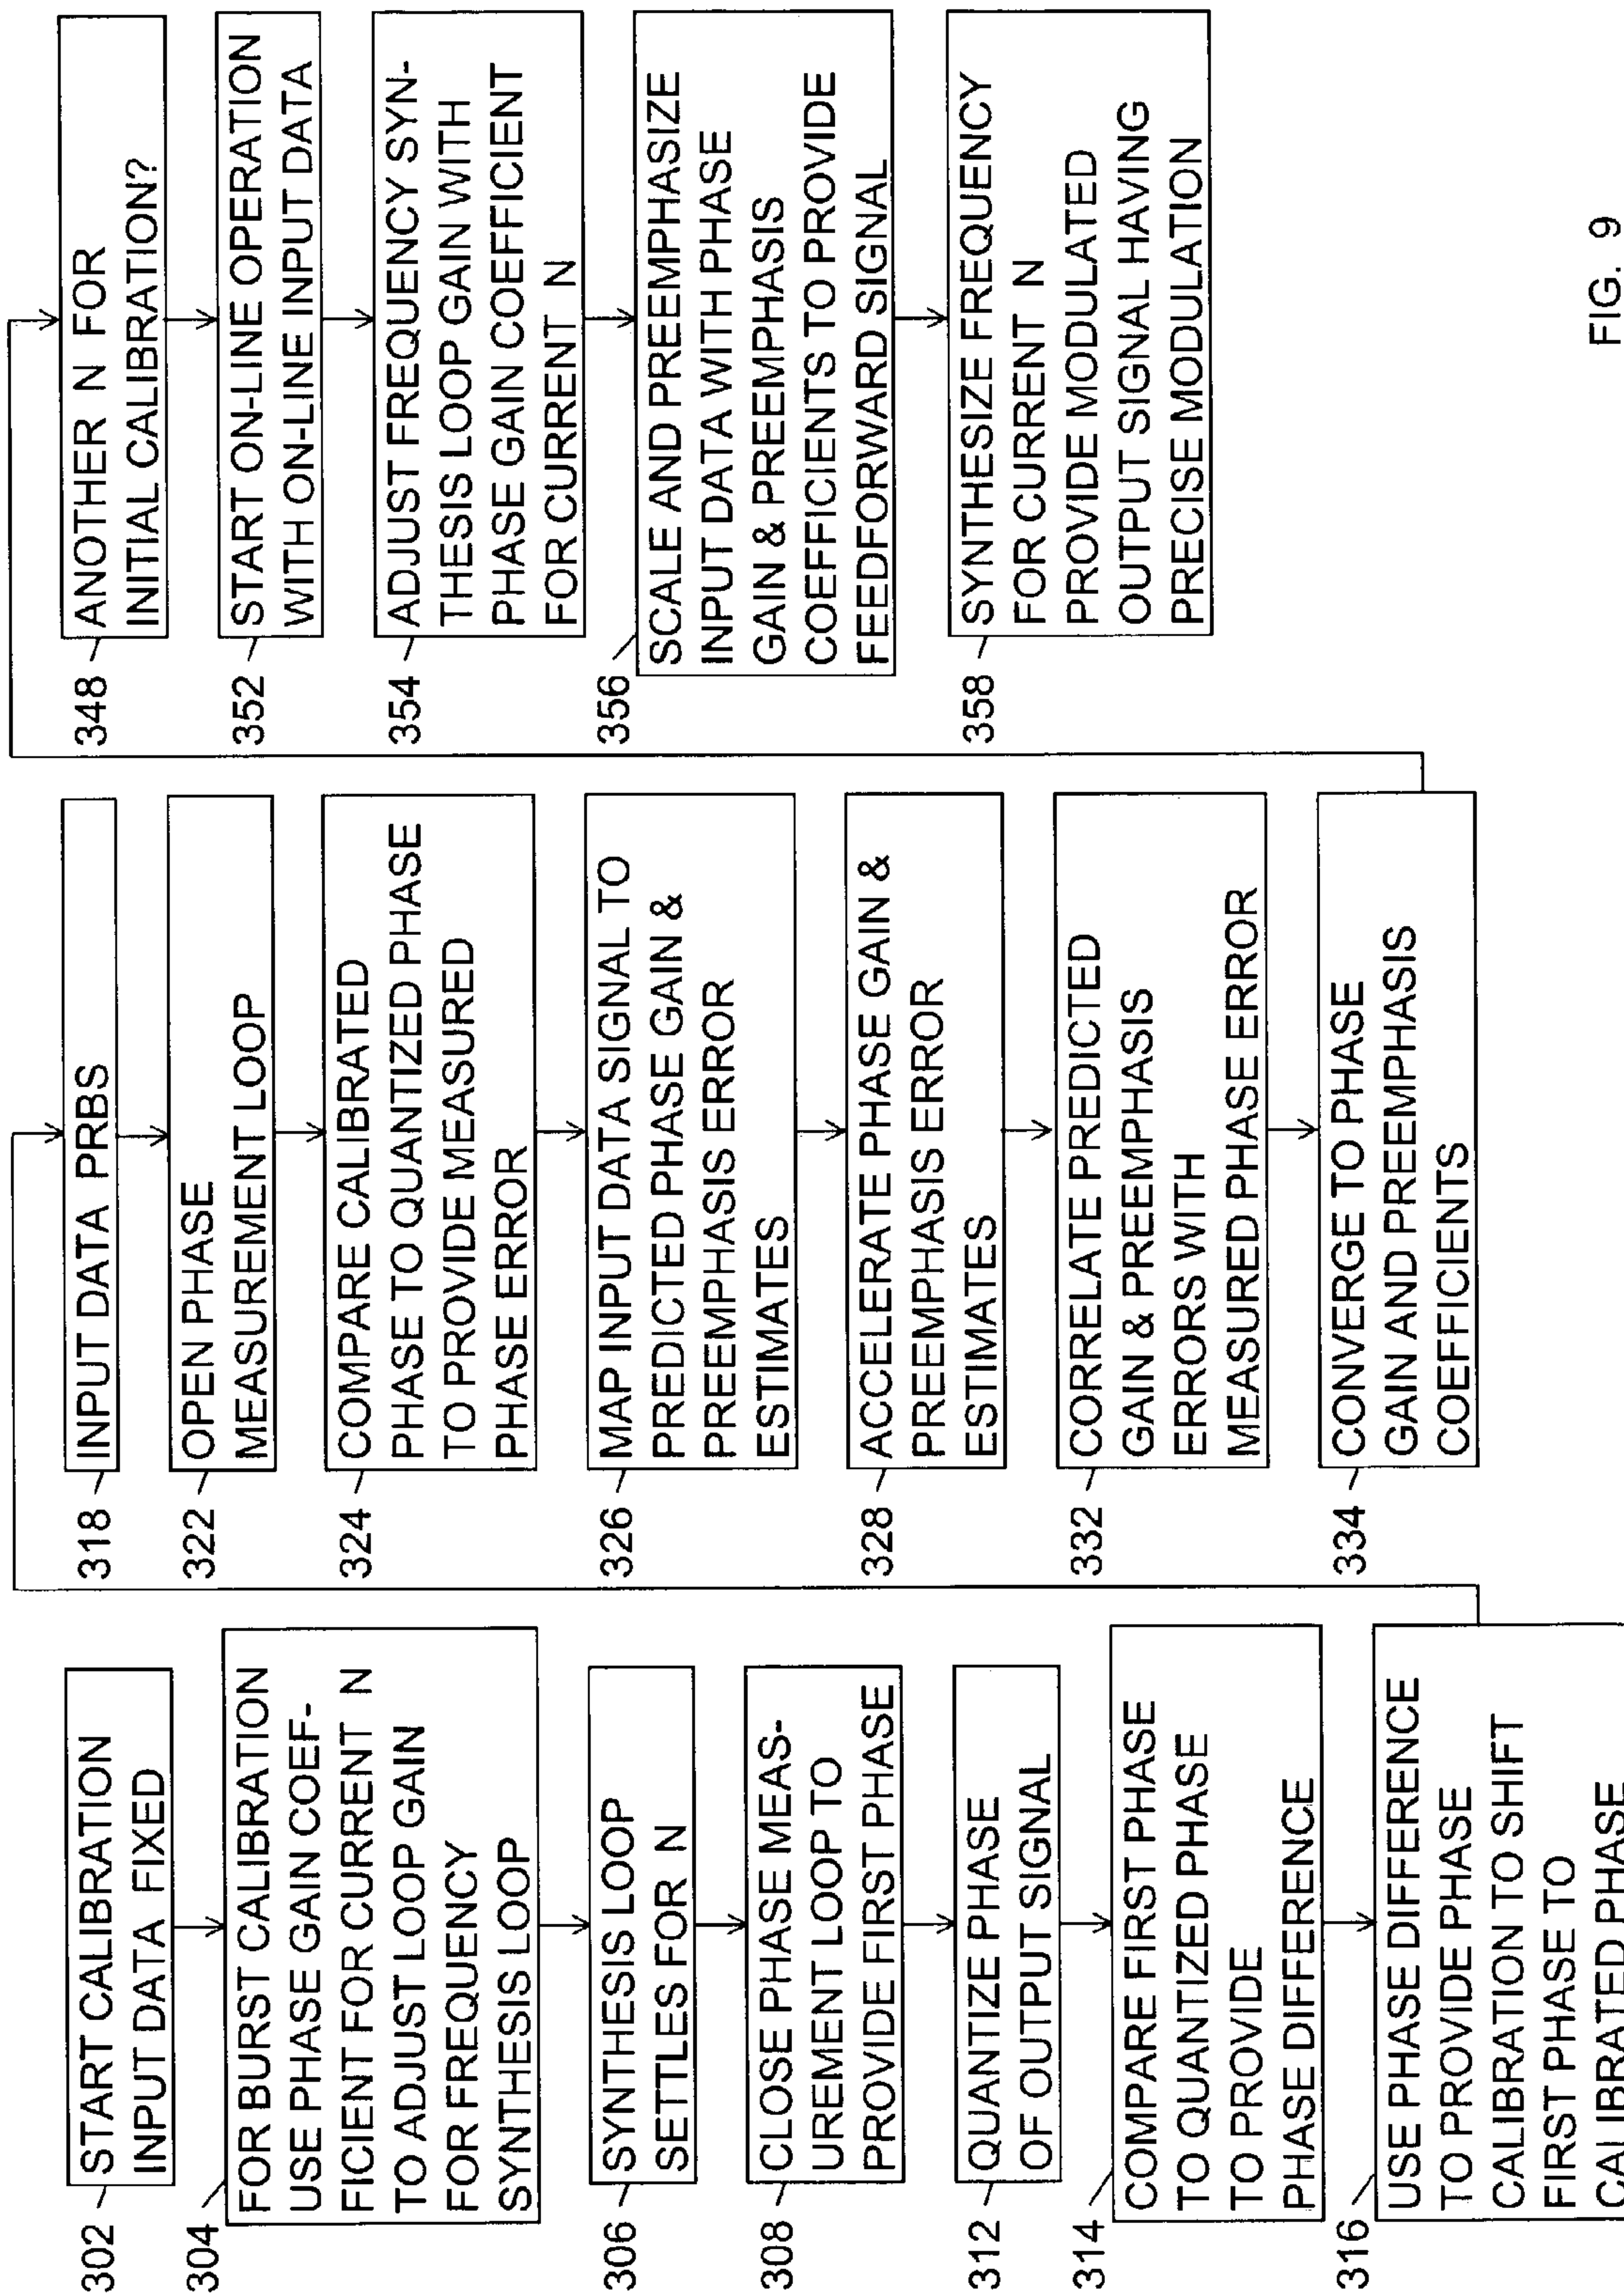 302
START CALIBRATION
INPUT DATA FIXED
304
FOR BURST CALIBRATION
USE PHASE GAIN COEF-
FICIENT FOR CURRENT N
TO ADJUST LOOP GAIN
FOR FREQUENCY
SYNTHESIS LOOP
306
SYNTHESIS LOOP
SETTLES FOR N
308
CLOSE PHASE MEAS-
UREMENT LOOP TO
PROVIDE FIRST PHASE
312
QUANTIZE PHASE
OF OUTPUT SIGNAL
314
COMPARE FIRST PHASE
TO QUANTIZED PHASE
TO PROVIDE
PHASE DIFFERENCE
316
USE PHASE DIFFERENCE
TO PROVIDE PHASE
CALIBRATION TO SHIFT
FIRST PHASE TO
CALIBRATED PHASE
318
INPUT DATA PRBS
322
OPEN PHASE
MEASUREMENT LOOP
324
COMPARE CALIBRATED
PHASE TO QUANTIZED PHASE
TO PROVIDE MEASURED
PHASE ERROR
326
MAP INPUT DATA SIGNAL TO
PREDICTED PHASE GAIN &
PREEMPHASIS ERROR
ESTIMATES
328
ACCELERATE PHASE GAIN &
PREEMPHASIS ERROR
ESTIMATES
332
CORRELATE PREDICTED
GAIN & PREEMPHASIS
ERRORS WITH
MEASURED PHASE ERROR
334
CONVERGE TO PHASE
GAIN AND PREEMPHASIS
COEFFICIENTS
348
ANOTHER N FOR
INITIAL CALIBRATION?
352
START ON-LINE OPERATION
WITH ON-LINE INPUT DATA
354
ADJUST FREQUENCY SYN-
THESIS LOOP GAIN WITH
PHASE GAIN COEFFICIENT
FOR CURRENT N
356
SCALE AND PREEMPHASIZE
INPUT DATA WITH PHASE
GAIN & PREEMPHASIS
COEFFICIENTS TO PROVIDE
FEEDFORWARD SIGNAL
358
SYNTHESIZE FREQUENCY
FOR CURRENT N
PROVIDE MODULATED
OUTPUT SIGNAL HAVING
PRECISE MODULATION
FIG. 9